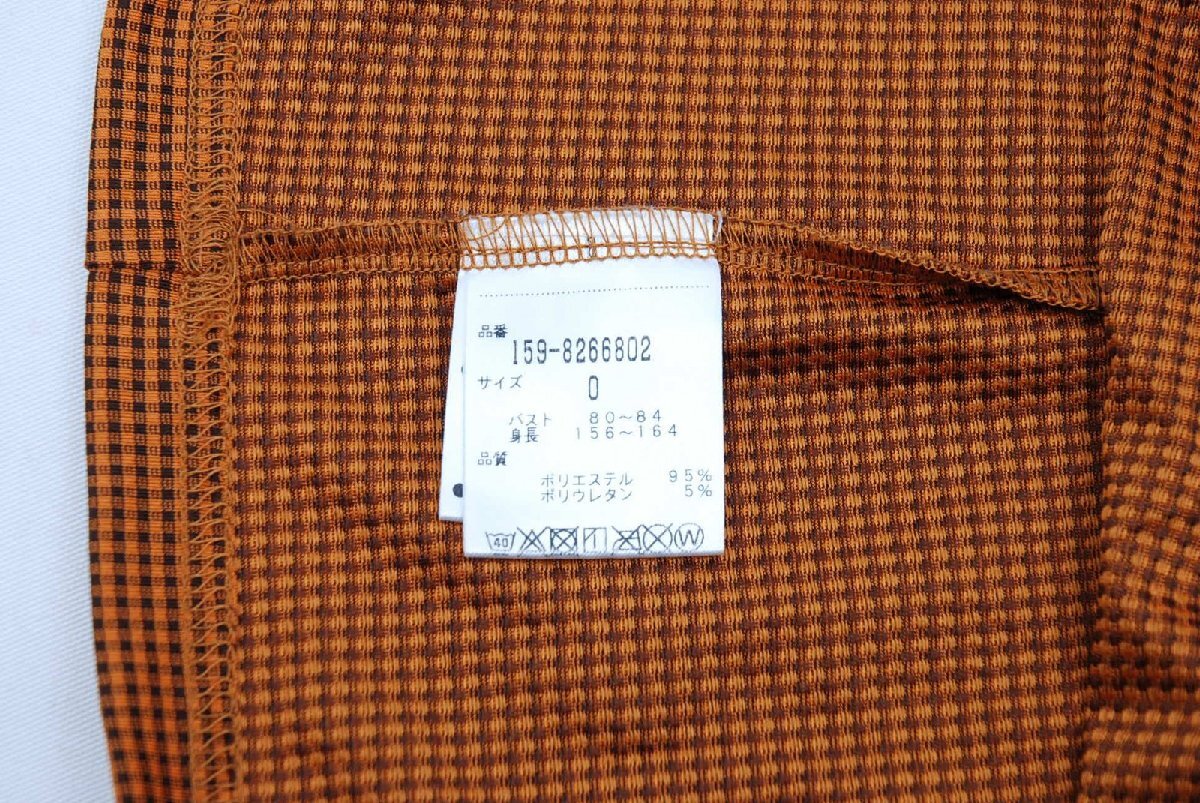 品番
159-8266802
サイズ 0
バスト 80～84
身長 156～164
品質
ポリエステル 95%
ポリウレタン 5%
40 W